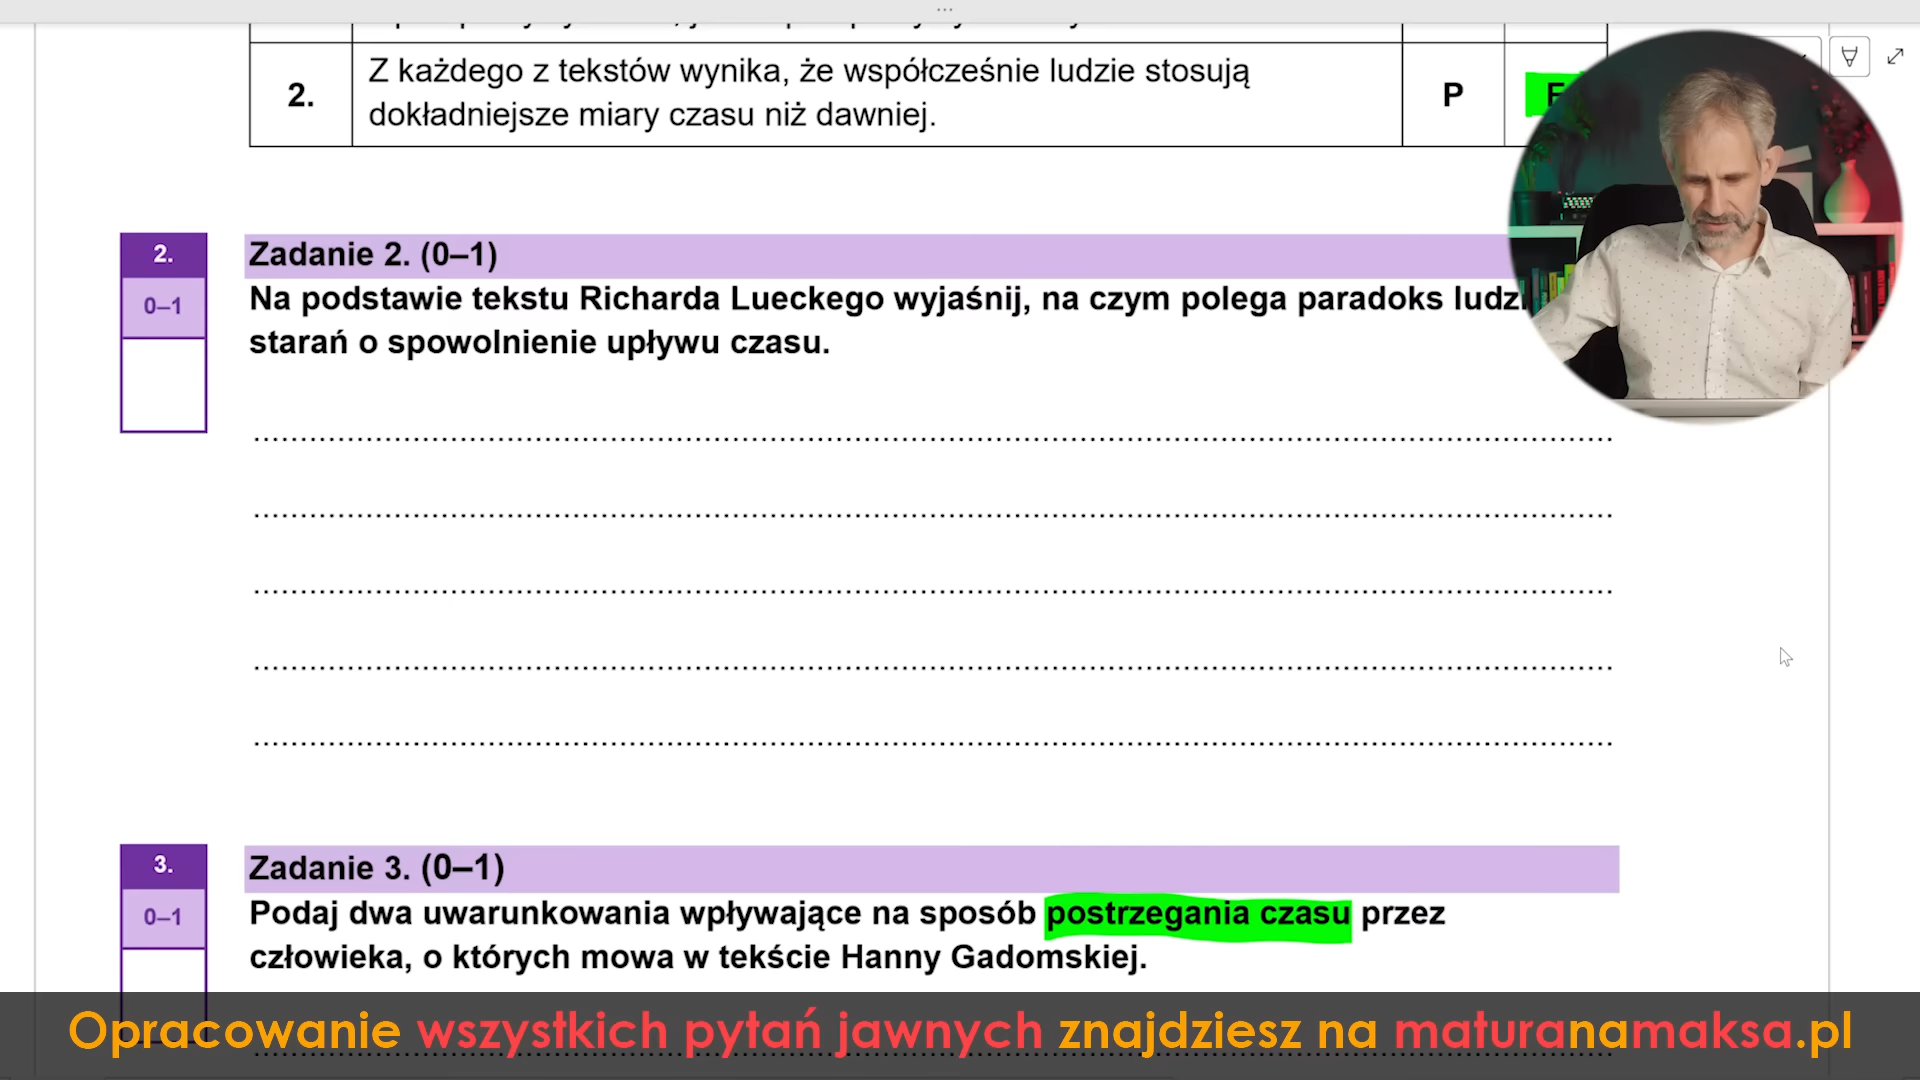 2.
Z każdego z tekstów wynika, że współcześnie ludzie stosują
dokładniejsze miary czasu niż dawniej.
P
2.
0–1
Zadanie 2. (0–1)
Na podstawie tekstu Richarda Lueckego wyjaśnij, na czym polega paradoks
starań o spowolnienie upływu czasu.
3.
0–1
Zadanie 3. (0–1)
Podaj dwa uwarunkowania wpływające na sposób postrzegania czasu przez
człowieka, o których mowa w tekście Hanny Gadomskiej.
Opracowanie wszystkich pytań jawnych znajdziesz na maturanamaksa.pl